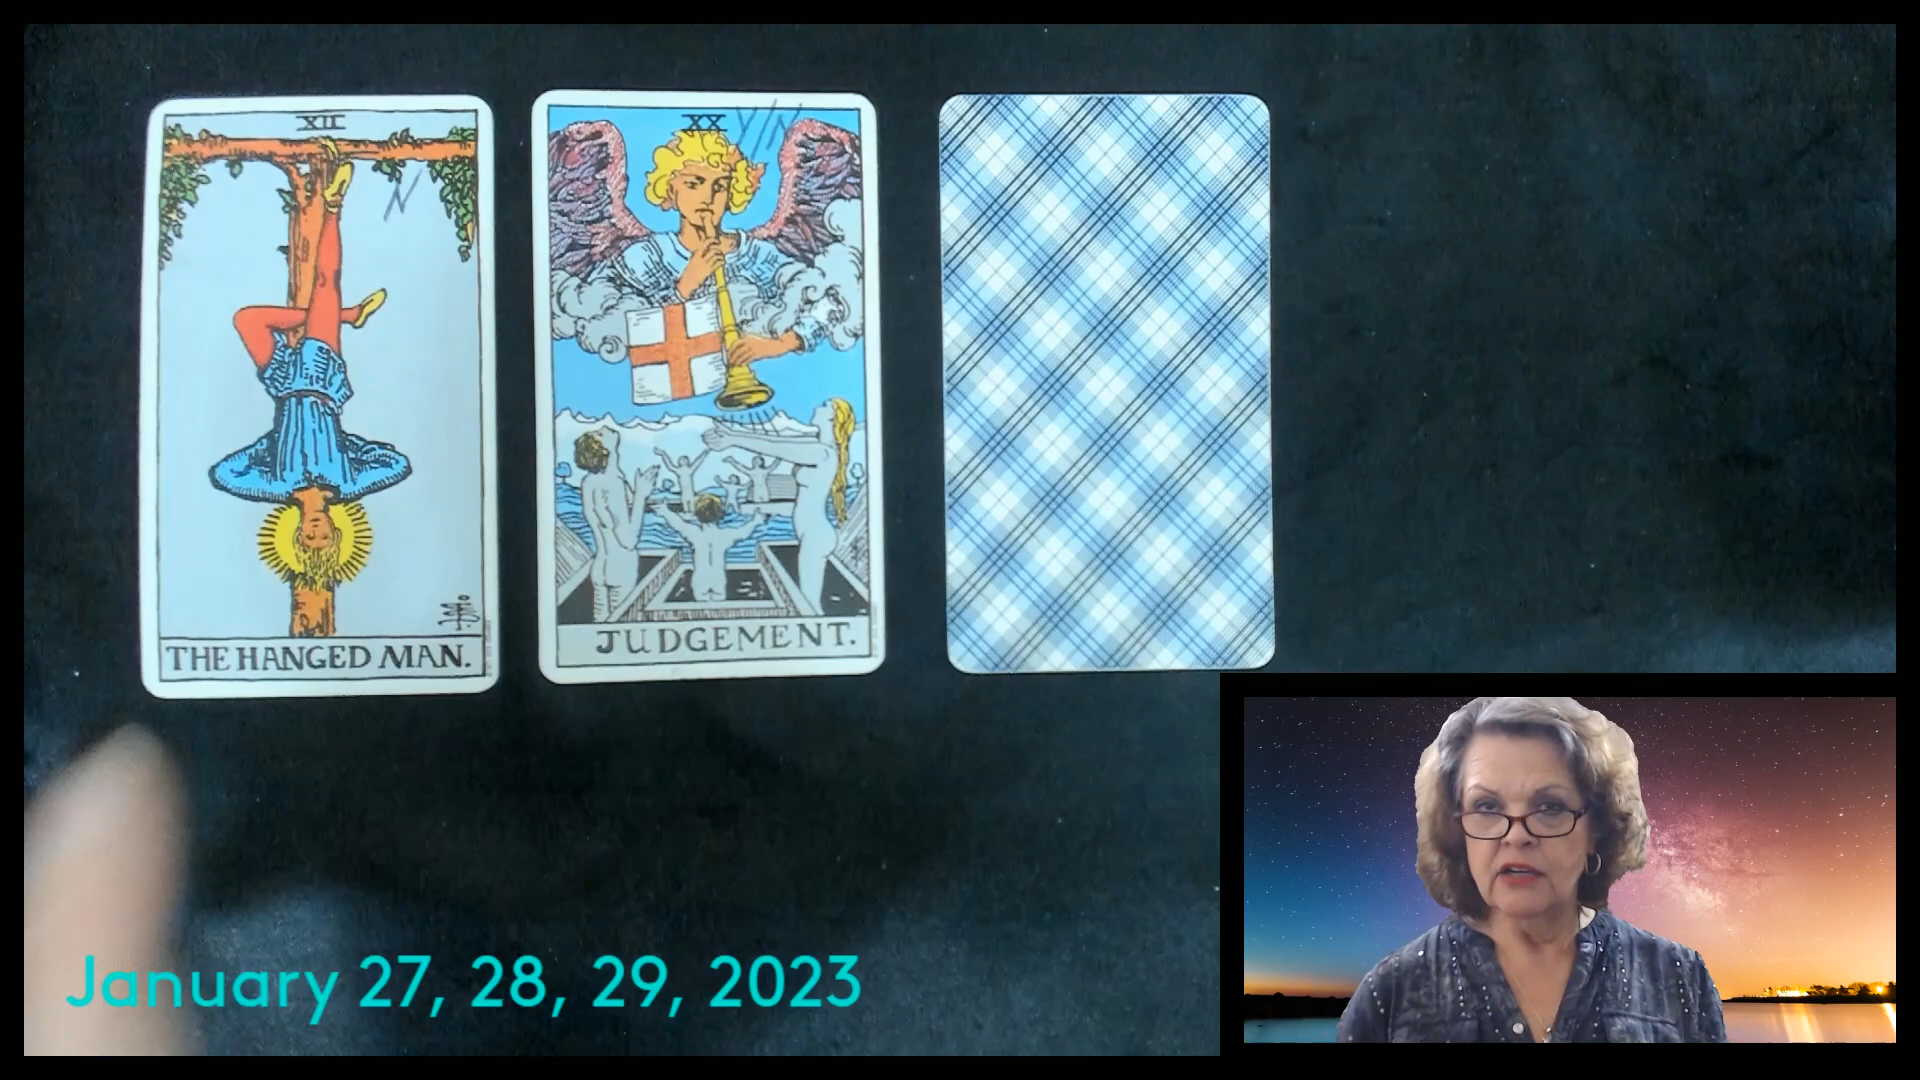 XII
N
THE HANGED MAN.
XX
Y/N
JUDGEMENT.
January 27, 28, 29, 2023